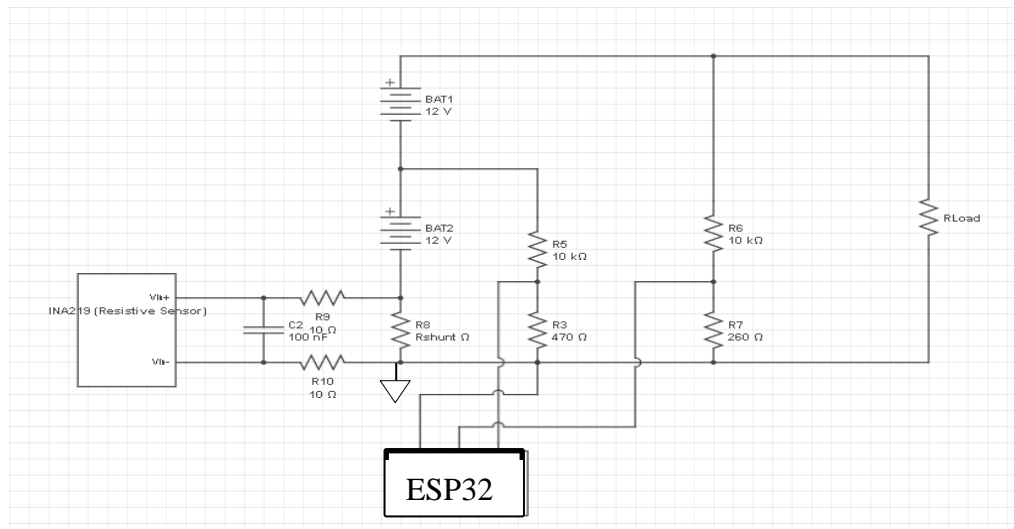 BAT1
12 V
BAT2
12 V
R5
10 kΩ
R6
10 kΩ
RLoad
Vin+
INA219 (Resistive Sensor)
Vin-
R9
10 Ω
C2
100 nF
R10
10 Ω
R8
Rshunt Ω
R3
470 Ω
R7
260 Ω
ESP32